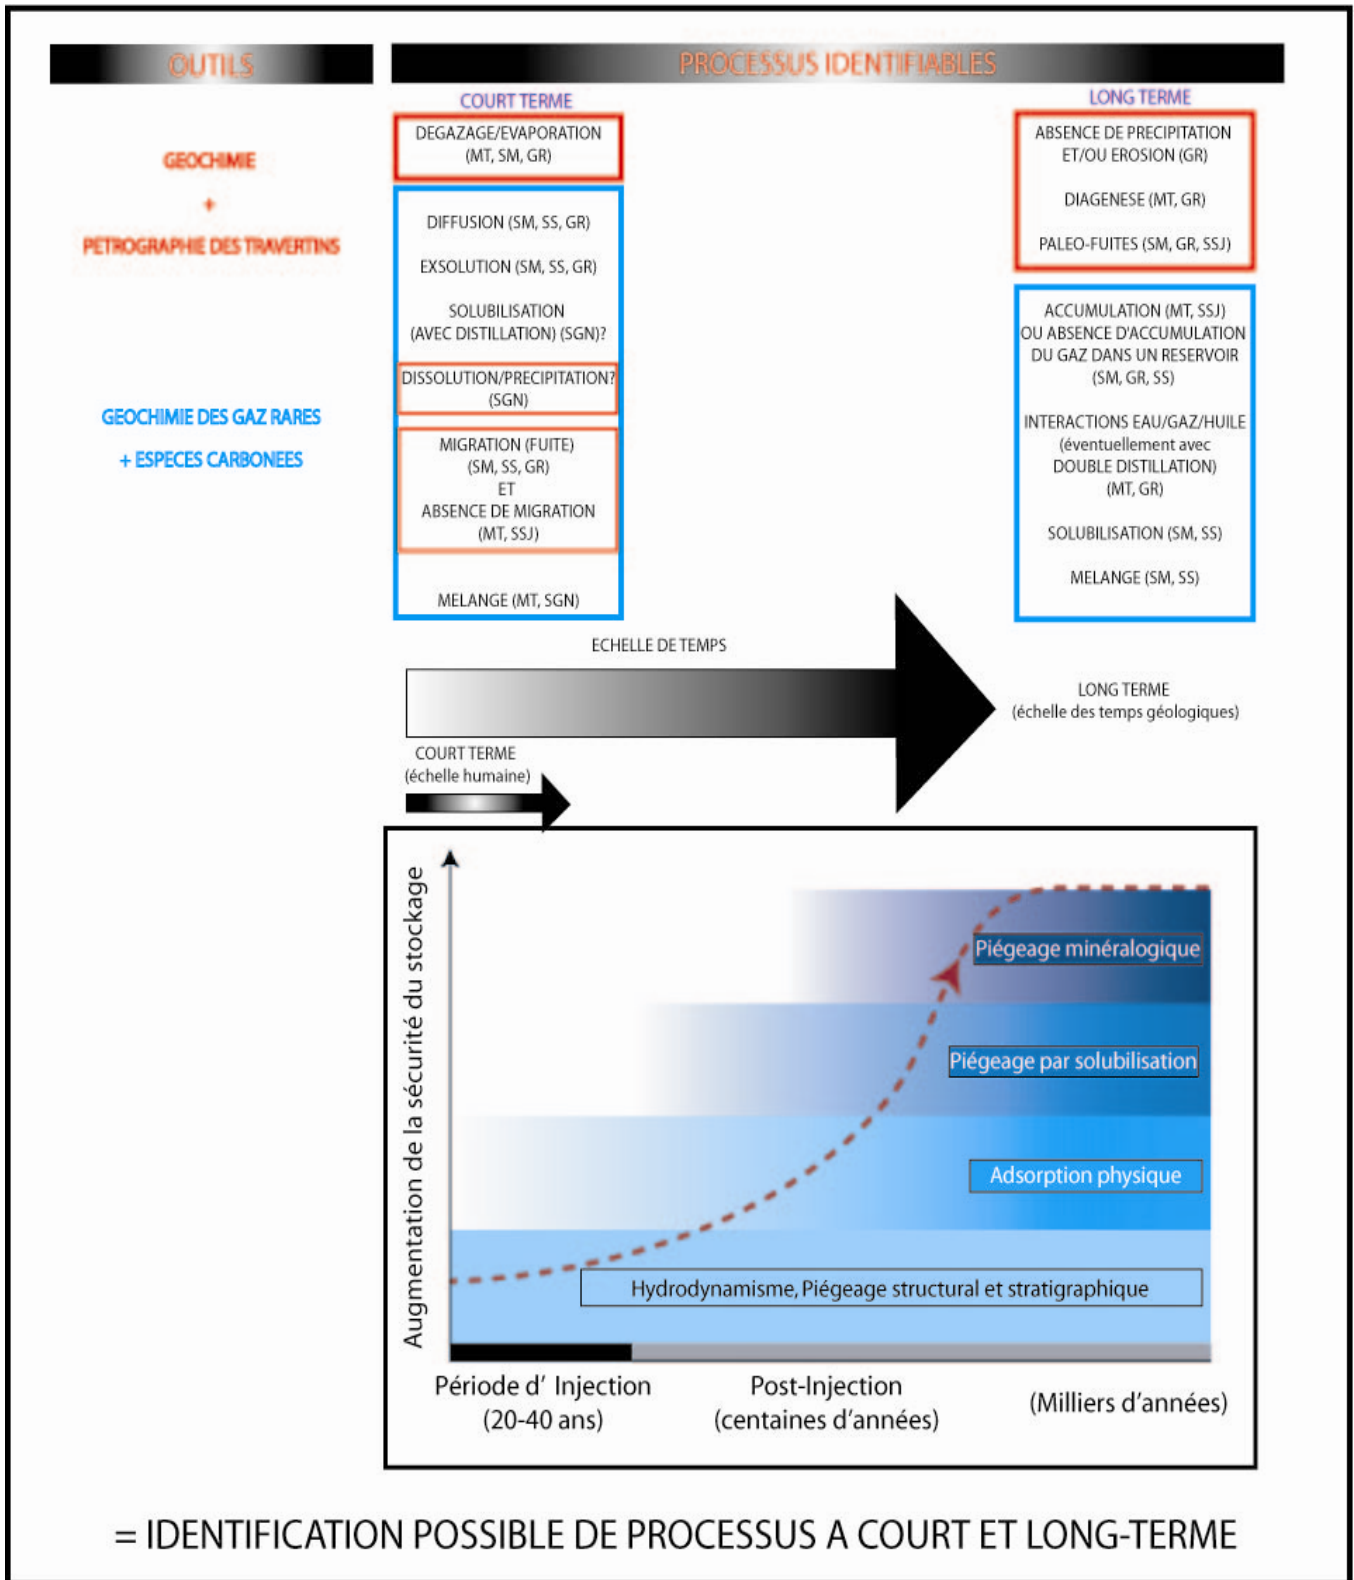 OUTILS
PROCESSUS IDENTIFIABLES
GEOCHIMIE
+
PETROGRAPHIE DES TRAVERTINS
GEOCHIMIE DES GAZ RARES
+ ESPECES CARBONEES
COURT TERME
DEGAZAGE/EVAPORATION
(MT, SM, GR)
DIFFUSION (SM, SS, GR)
EXSOLUTION (SM, SS, GR)
SOLUBILISATION
(AVEC DISTILLATION) (SGN)?
DISSOLUTION/PRECIPITATION?
(SGN)
MIGRATION (FUITE)
(SM, SS, GR)
ET
ABSENCE DE MIGRATION
(MT, SSJ)
MELANGE (MT, SGN)
LONG TERME
ABSENCE DE PRECIPITATION
ET/OU EROSION (GR)
DIAGENESE (MT, GR)
PALEO-FUITES (SM, GR, SSJ)
ACCUMULATION (MT, SSJ)
OU ABSENCE D'ACCUMULATION
DU GAZ DANS UN RESERVOIR
(SM, GR, SS)
INTERACTIONS EAU/GAZ/HUILE
(éventuellement avec
DOUBLE DISTILLATION)
(MT, GR)
SOLUBILISATION (SM, SS)
MELANGE (SM, SS)
ECHELLE DE TEMPS
LONG TERME
(échelle des temps géologiques)
COURT TERME
(échelle humaine)
Augmentation de la sécurité du stockage
Piégeage minéralogique
Piégeage par solubilisation
Adsorption physique
Hydrodynamisme, Piégeage structural et stratigraphique
Période d' Injection
(20-40 ans)
Post-Injection
(centaines d'années)
(Milliers d'années)
= IDENTIFICATION POSSIBLE DE PROCESSUS A COURT ET LONG-TERME